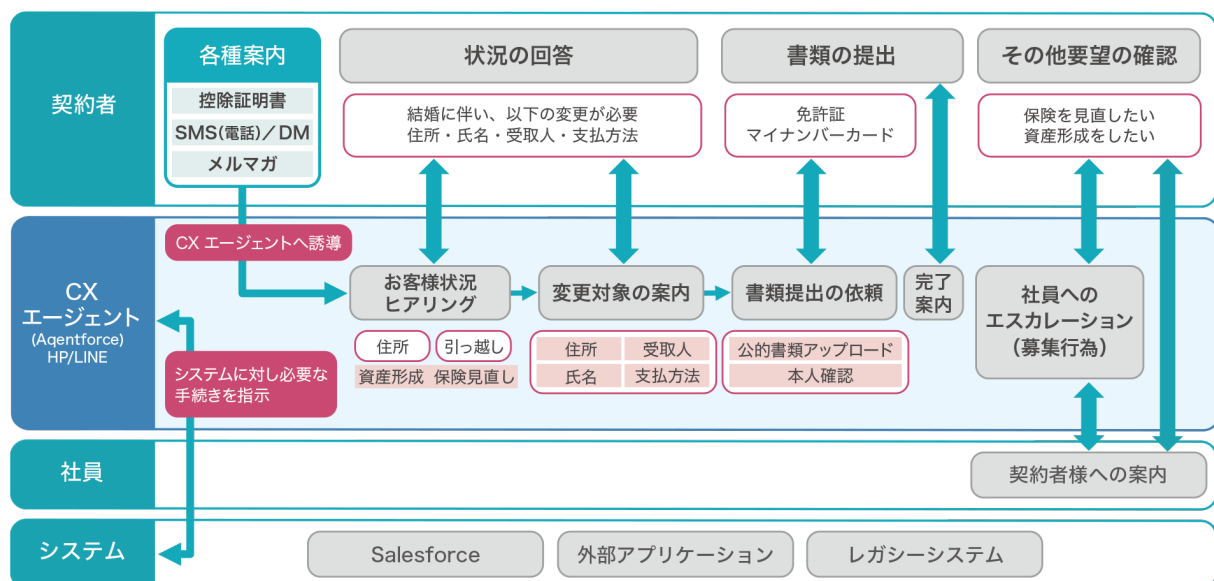 契約者
各種案内
控除証明書
SMS(電話)/DM
メルマガ
状況の回答
結婚に伴い、以下の変更が必要
住所・氏名・受取人・支払方法
書類の提出
免許証
マイナンバーカード
その他要望の確認
保険を見直したい
資産形成をしたい
CX
エージェント
(Aqentforce)
HP/LINE
CX エージェントへ誘導
システムに対し必要な
手続きを指示
お客様状況
ヒアリング
住所
引っ越し
資産形成
保険見直し
変更対象の案内
住所
受取人
氏名
支払方法
書類提出の依頼
公的書類アップロード
本人確認
完了
案内
社員への
エスカレーション
(募集行為)
社員
契約者様への案内
システム
Salesforce
外部アプリケーション
レガシーシステム